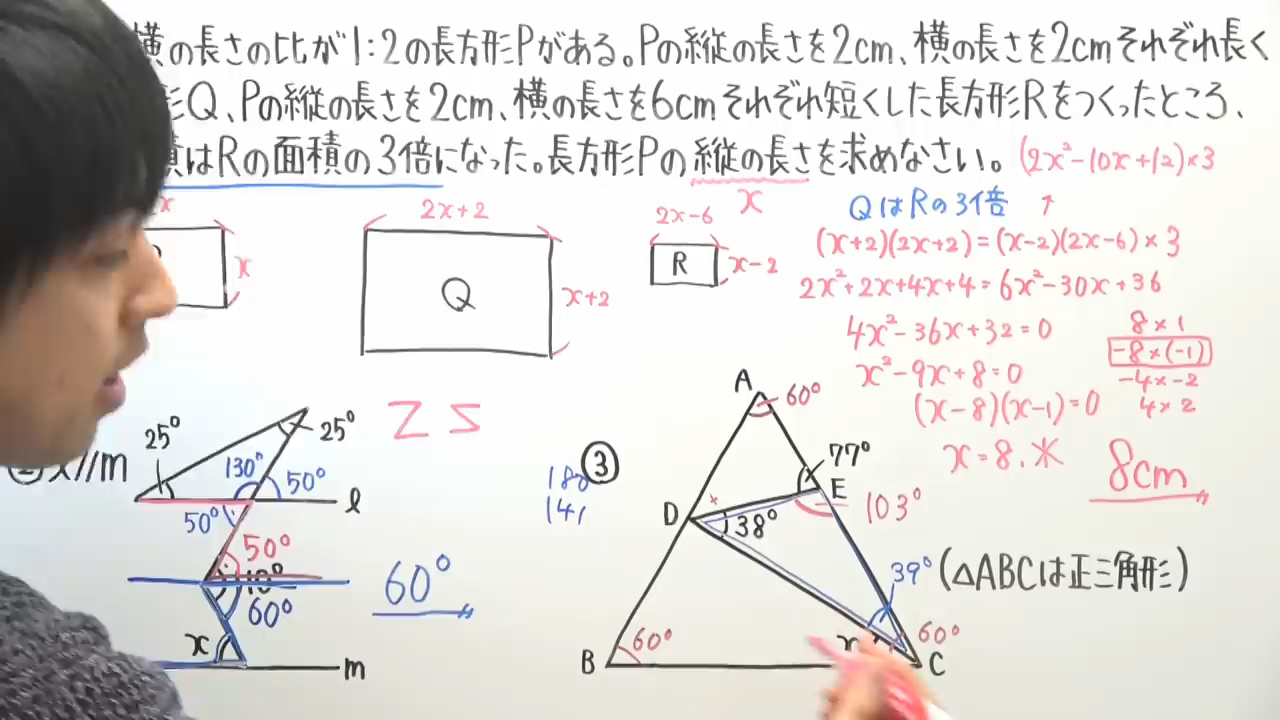 横の長さの比が1:2の長方形Pがある。Pの縦の長さを2cm、横の長さを2cmそれぞれ長く
Q、Pの縦の長さを2cm、横の長さを6cmそれぞれ短くした長方形Rをつくったところ、
はRの面積の3倍になった。長方形Pの縦の長さを求めなさい。
(2x²-10x+12)×3
x
x
2x+2
Q
x+2
x
2x-6
R
x-2
QはRの3倍
↑
(x+2)(2x+2)=(x-2)(2x-6)×3
2x²+2x+4x+4=6x²-30x+36
4x²-36x+32=0
x²-9x+8=0
(x-8)(x-1)=0
x=8.
8×1
-8×(-1)
-4×-2
4×2
8cm
//m
25°
25°
130°
50°
l
50°
50°
60°
x
m
60°
Z
③
A
60°
77°
E
103°
D
×
38°
39°
(△ABCは正三角形)
B
60°
60°
C